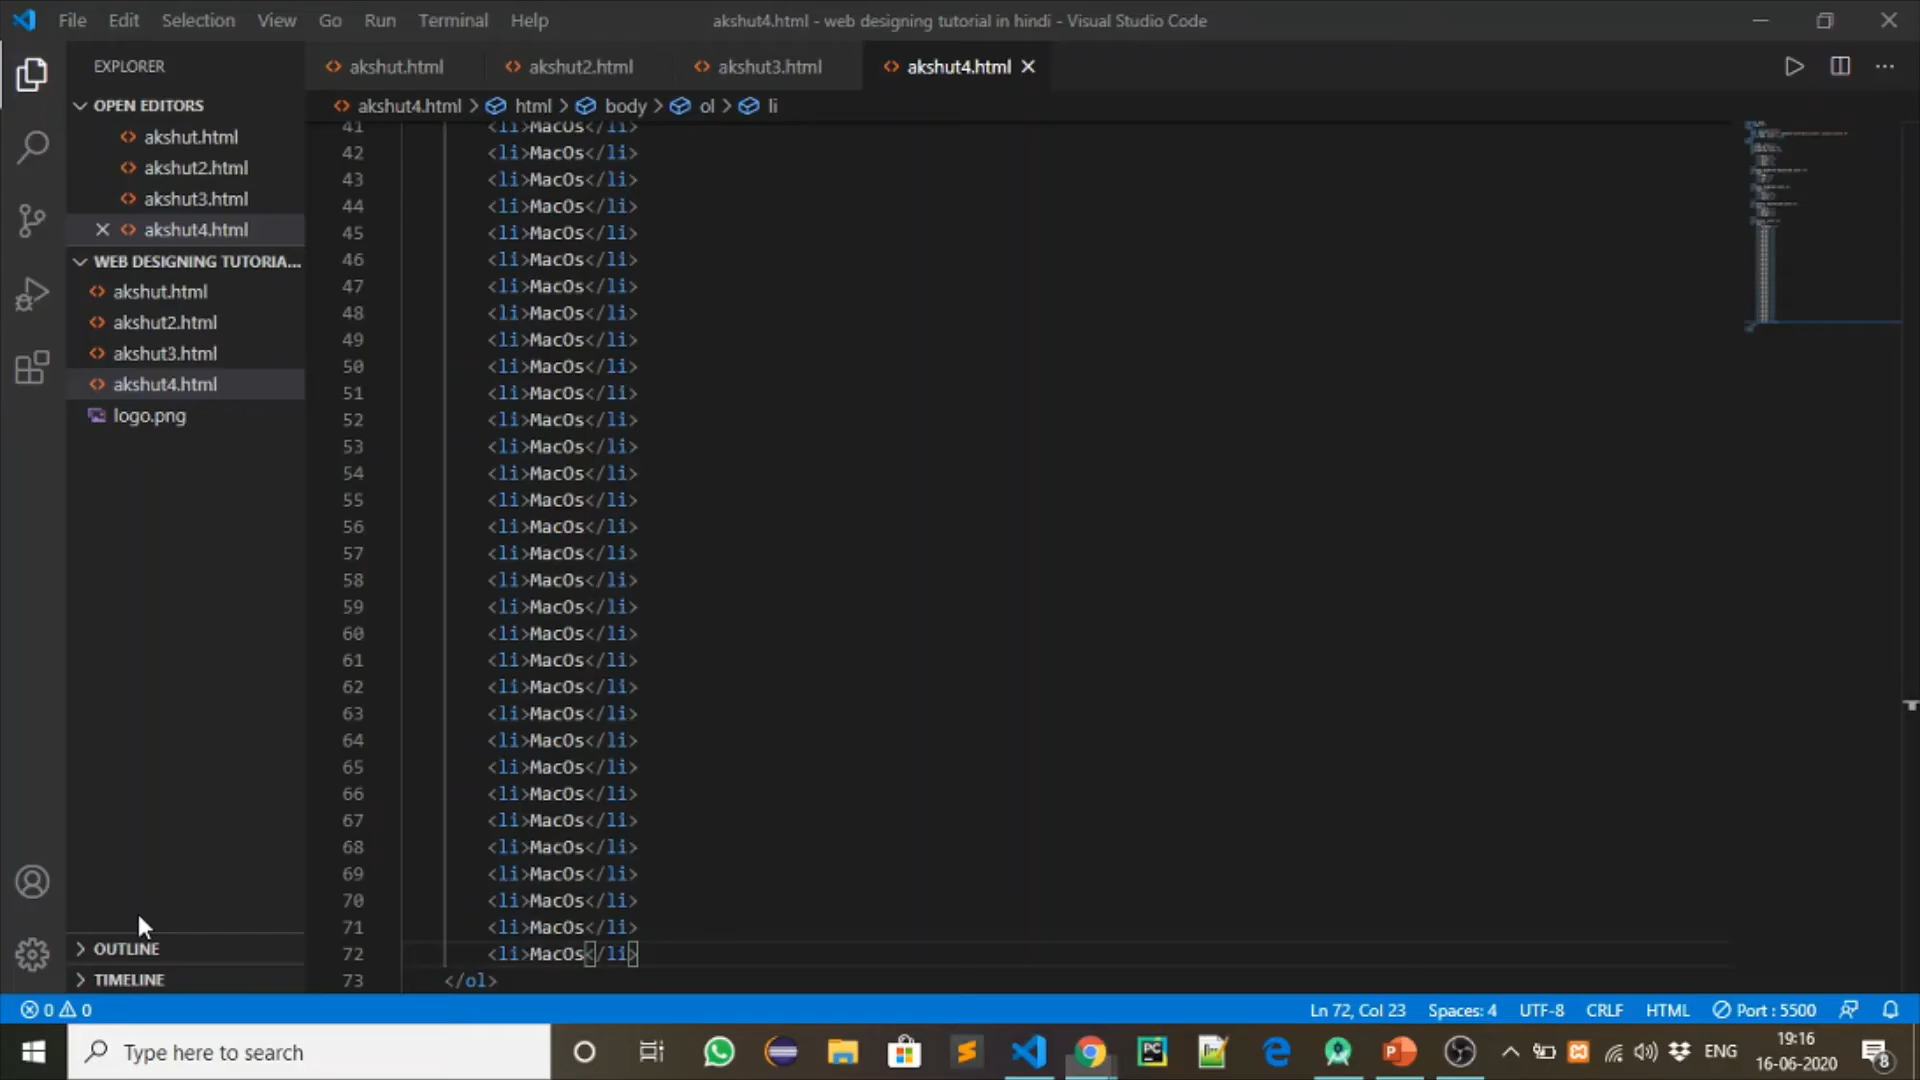 File Edit Selection View Go Run Terminal Help akshut4.html - web designing tutorial in hindi - Visual Studio Code
EXPLORER
akshut.html akshut2.html akshut3.html akshut4.html
OPEN EDITORS
akshut.html
akshut2.html
akshut3.html
akshut4.html
WEB DESIGNING TUTORIA...
akshut.html
akshut2.html
akshut3.html
akshut4.html
logo.png
OUTLINE
TIMELINE
akshut4.html > html > body > ol > li
41 <li>MacOs</li>
42 <li>MacOs</li>
43 <li>MacOs</li>
44 <li>MacOs</li>
45 <li>MacOs</li>
46 <li>MacOs</li>
47 <li>MacOs</li>
48 <li>MacOs</li>
49 <li>MacOs</li>
50 <li>MacOs</li>
51 <li>MacOs</li>
52 <li>MacOs</li>
53 <li>MacOs</li>
54 <li>MacOs</li>
55 <li>MacOs</li>
56 <li>MacOs</li>
57 <li>MacOs</li>
58 <li>MacOs</li>
59 <li>MacOs</li>
60 <li>MacOs</li>
61 <li>MacOs</li>
62 <li>MacOs</li>
63 <li>MacOs</li>
64 <li>MacOs</li>
65 <li>MacOs</li>
66 <li>MacOs</li>
67 <li>MacOs</li>
68 <li>MacOs</li>
69 <li>MacOs</li>
70 <li>MacOs</li>
71 <li>MacOs</li>
72 <li>MacOs</li>
73 </ol>
0 0 Ln 72, Col 23 Spaces: 4 UTF-8 CRLF HTML Port : 5500
Type here to search
PC
ENG
19:16
16-06-2020
8